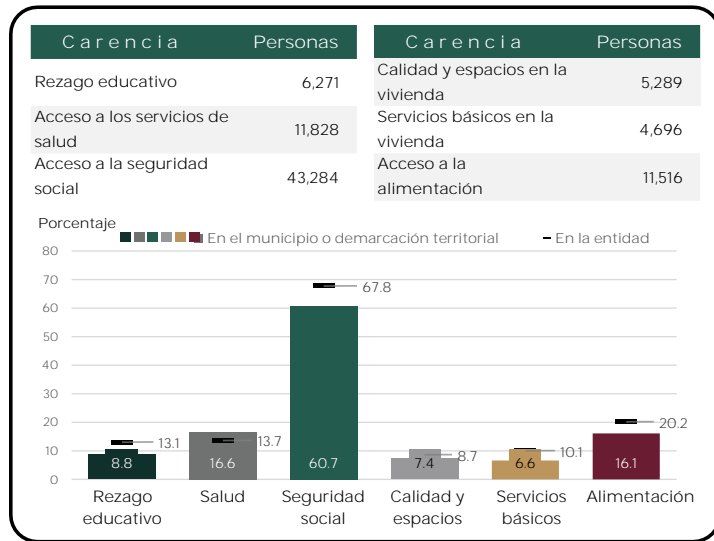 Carencia Personas
Rezago educativo 6,271
Acceso a los servicios de
salud 11,828
Acceso a la seguridad
social 43,284
Carencia Personas
Calidad y espacios en la
vivienda 5,289
Servicios básicos en la
vivienda 4,696
Acceso a la
alimentación 11,516
Porcentaje
En el municipio o demarcación territorial En la entidad
80
70
60
50
40
30
20
10
0
13.1
13.7
67.8
8.7
10.1
20.2
8.8
16.6
60.7
7.4
6.6
16.1
Rezago
educativo
Salud
Seguridad
social
Calidad y
espacios
Servicios
básicos
Alimentación